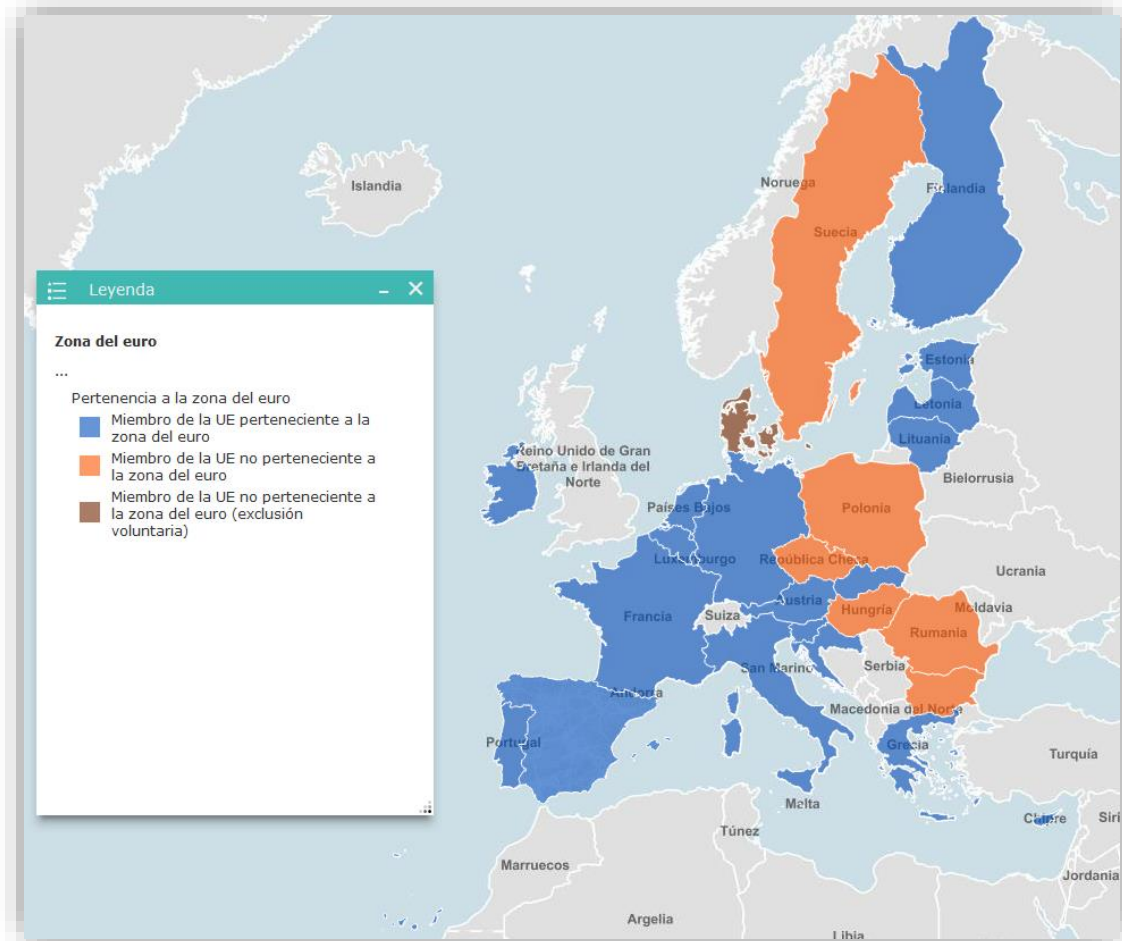 Islandia
Noruega
Finlandia
Suecia
Leyenda
Zona del euro
...
Pertenencia a la zona del euro
Miembro de la UE perteneciente a la
zona del euro
Miembro de la UE no perteneciente a
la zona del euro
Miembro de la UE no perteneciente a
la zona del euro (exclusión
voluntaria)
Estonia
Letonia
Lituania
Reino Unido de Gran
Bretaña e Irlanda del
Norte
Bielorrusia
Países Bajos
Polonia
Luxemburgo
República Checa
Ucrania
Austria
Hungría
Moldavia
Francia
Suiza
Rumania
San Marino
Serbia
Andorra
Macedonia del Norte
Portugal
Grecia
Turquía
Malta
Chipre
Siri
Túnez
Marruecos
Jordania
Argelia
Libia